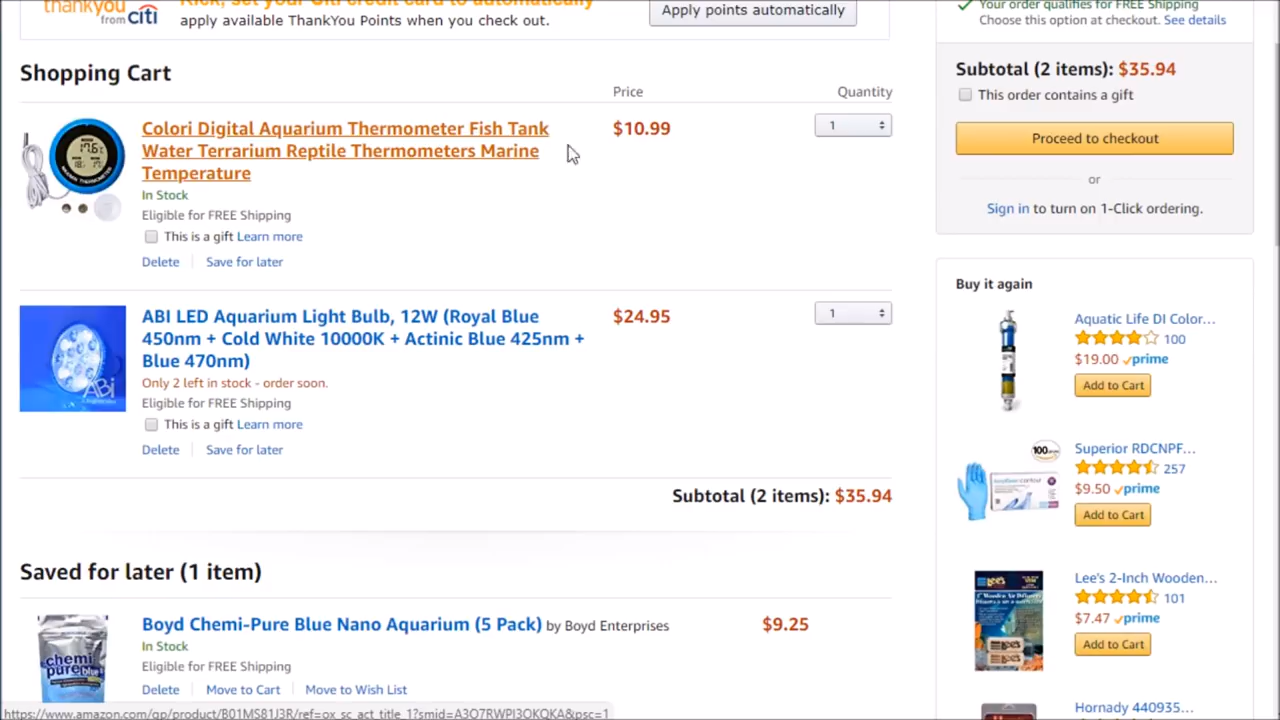 thankyou
from citi
apply available ThankYou Points when you check out.
Apply points automatically
Your order qualifies for FREE Shipping
Choose this option at checkout. See details
Shopping Cart
Price
Quantity
Subtotal (2 items): $35.94
This order contains a gift
Proceed to checkout
or
Sign in to turn on 1-Click ordering.
Colori Digital Aquarium Thermometer Fish Tank
Water Terrarium Reptile Thermometers Marine
Temperature
$10.99
1
In Stock
Eligible for FREE Shipping
This is a gift Learn more
Delete
Save for later
ABI LED Aquarium Light Bulb, 12W (Royal Blue
450nm + Cold White 10000K + Actinic Blue 425nm +
Blue 470nm)
$24.95
1
Only 2 left in stock - order soon.
Eligible for FREE Shipping
This is a gift Learn more
Delete
Save for later
ABI
Subtotal (2 items): $35.94
Saved for later (1 item)
Boyd Chemi-Pure Blue Nano Aquarium (5 Pack) by Boyd Enterprises
$9.25
In Stock
Eligible for FREE Shipping
Delete
Move to Cart
Move to Wish List
chemi
pure blue
Buy it again
Aquatic Life DI Color...
100
$19.00 prime
Add to Cart
Superior RDCNPF...
257
$9.50 prime
Add to Cart
100
Lee's 2-Inch Wooden...
101
$7.47 prime
Add to Cart
Lee's
Hornady 440935...
https://www.amazon.com/gp/product/B01MS81J3R/ref=ox_sc_act_title_1?smid=A3O7RWPI3OKQKA&psc=1